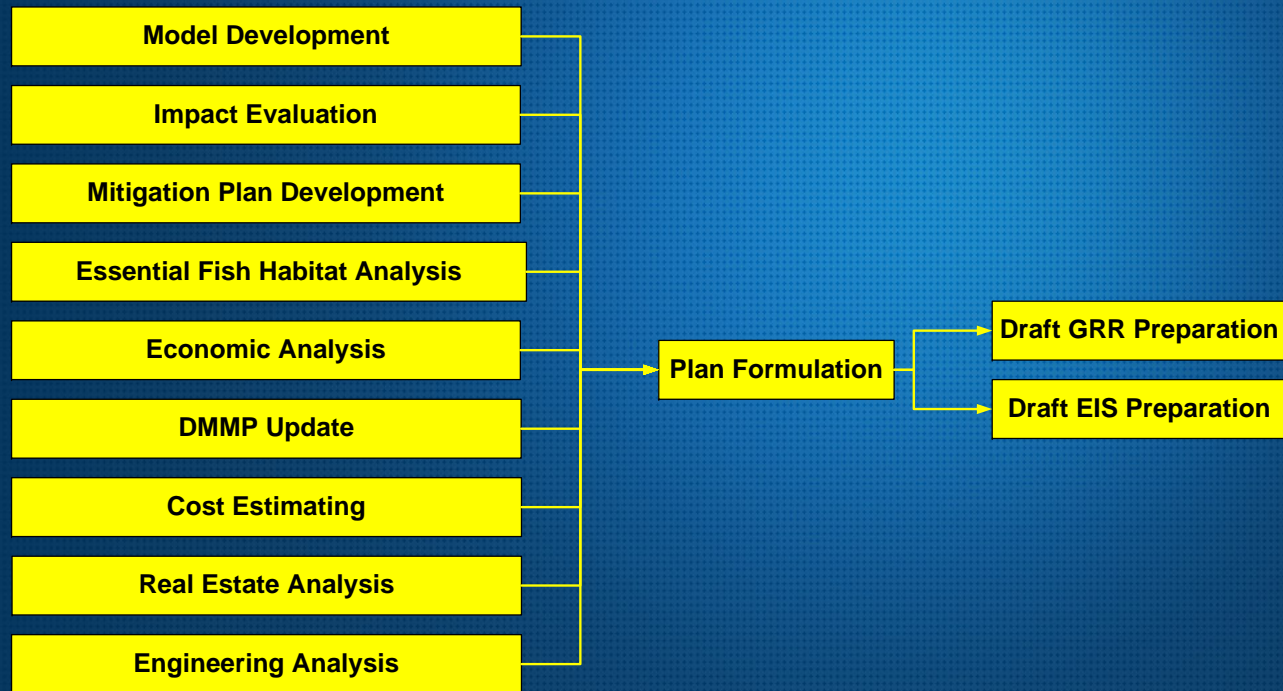 Model Development
Impact Evaluation
Mitigation Plan Development
Essential Fish Habitat Analysis
Economic Analysis
DMMP Update
Cost Estimating
Real Estate Analysis
Engineering Analysis
Plan Formulation
Draft GRR Preparation
Draft EIS Preparation